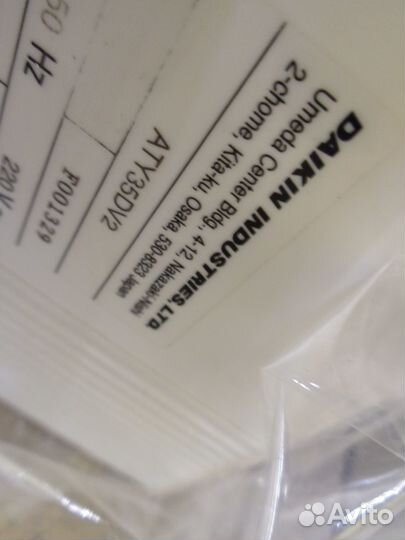 DAIKIN INDUSTRIES, LTD.
Umeda Center Bldg., 4-12, Nakazaki-Nishi
2-chome, Kita-ku, Osaka, 530-8323 Japan
ATY35DV2
F001329
220V
50 Hz
Avito